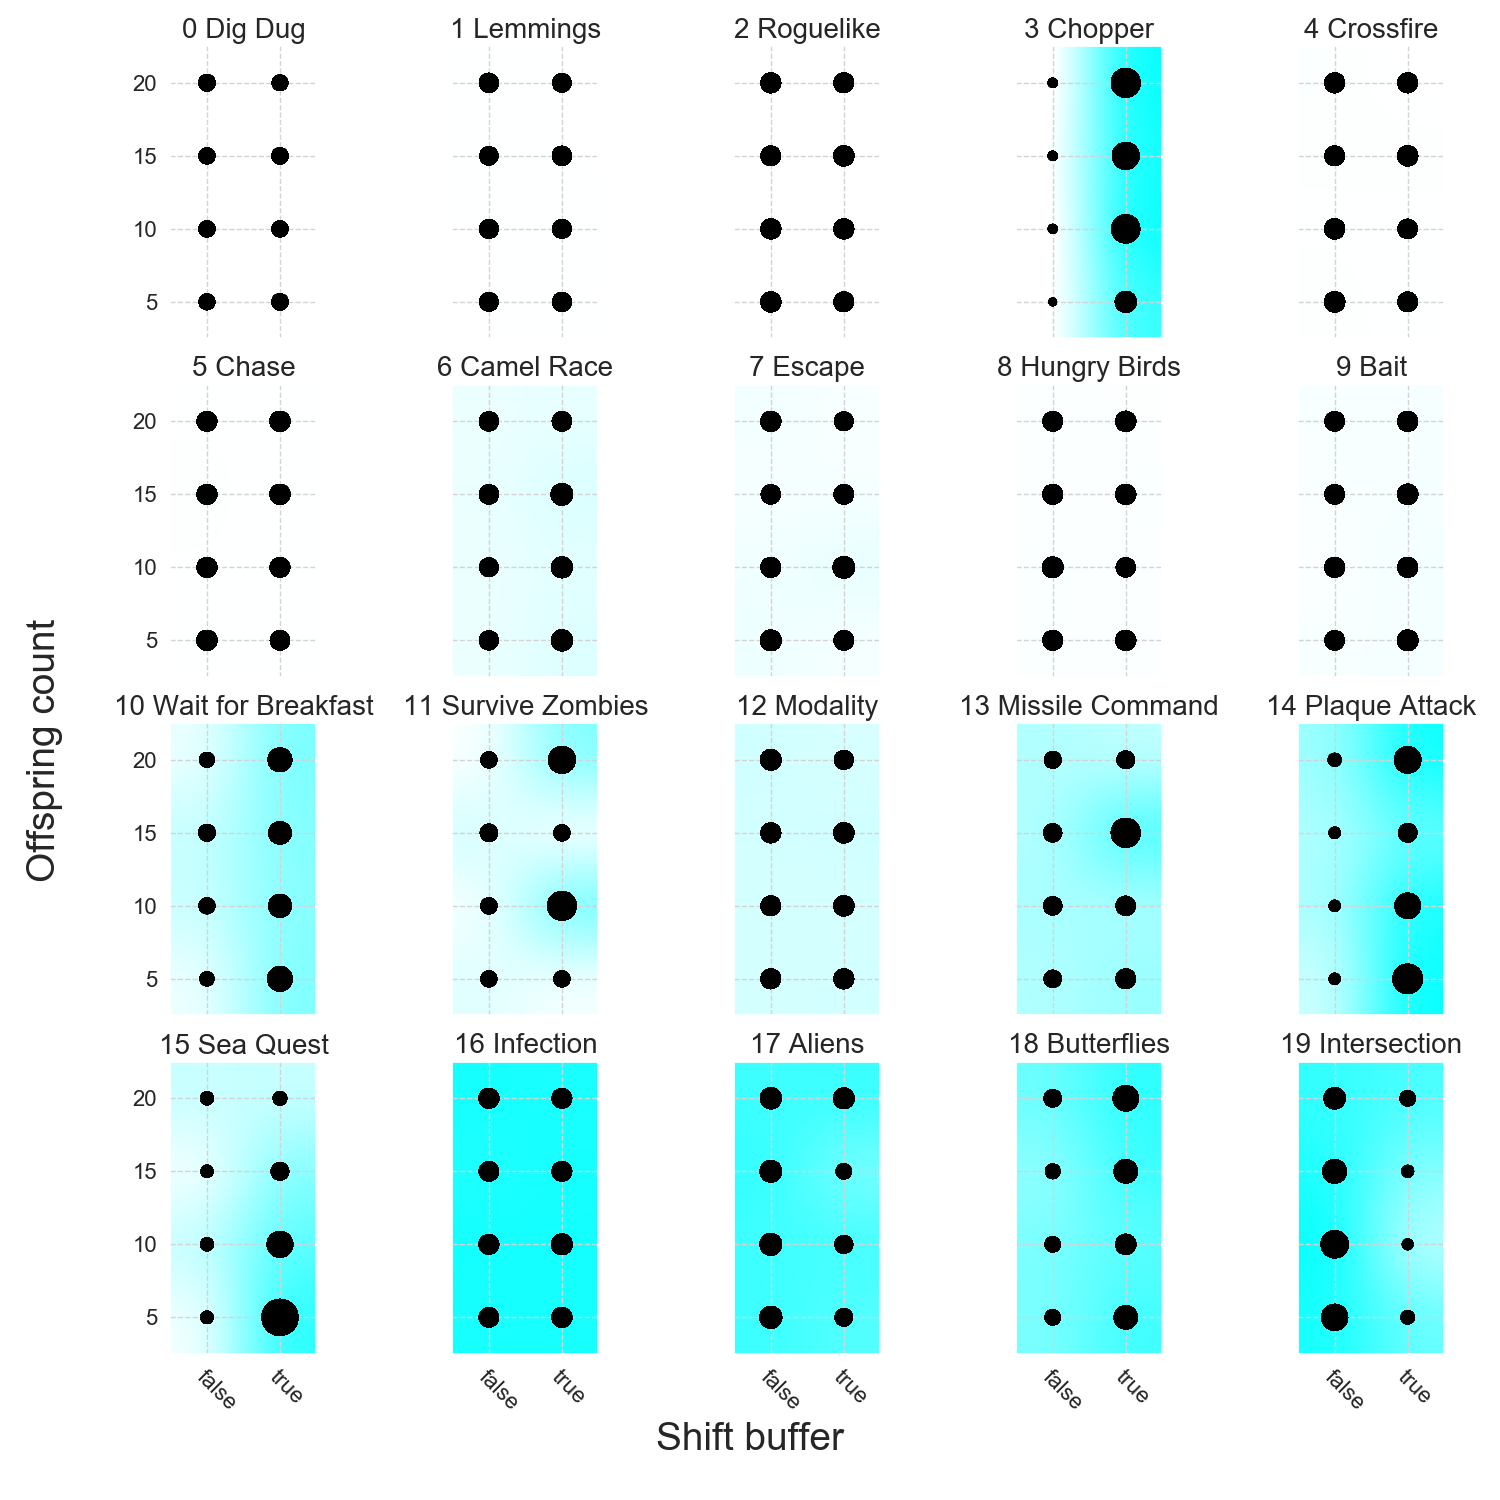 0 Dig Dug
1 Lemmings
2 Roguelike
3 Chopper
4 Crossfire
20
15
10
5
5 Chase
6 Camel Race
7 Escape
8 Hungry Birds
9 Bait
20
15
10
5
Offspring count
10 Wait for Breakfast
11 Survive Zombies
12 Modality
13 Missile Command
14 Plaque Attack
20
15
10
5
15 Sea Quest
16 Infection
17 Aliens
18 Butterflies
19 Intersection
20
15
10
5
false
true
false
true
false
true
false
true
false
true
Shift buffer